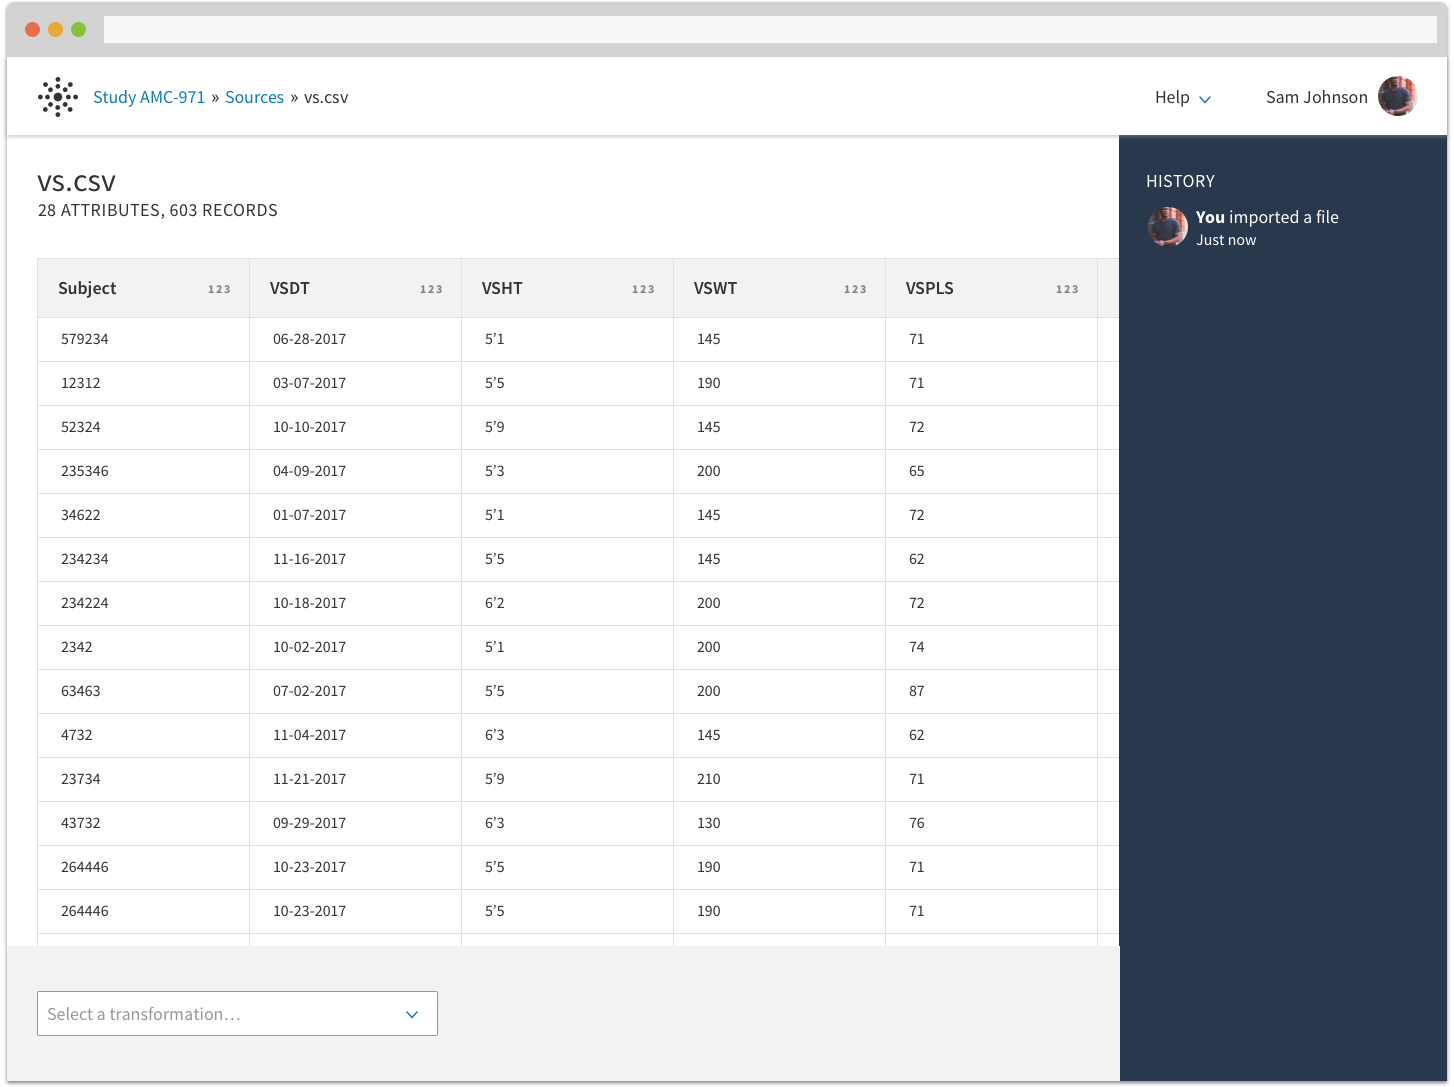 Study AMC-971 » Sources » vs.csv
Help
Sam Johnson
VS.CSV
28 ATTRIBUTES, 603 RECORDS
Subject 123 VSDT 123 VSHT 123 VSWT 123 VSPLS 123
579234 06-28-2017 5’1 145 71
12312 03-07-2017 5’5 190 71
52324 10-10-2017 5’9 145 72
235346 04-09-2017 5’3 200 65
34622 01-07-2017 5’1 145 72
234234 11-16-2017 5’5 145 62
234224 10-18-2017 6’2 200 72
2342 10-02-2017 5’1 200 74
63463 07-02-2017 5’5 200 87
4732 11-04-2017 6’3 145 62
23734 11-21-2017 5’9 210 71
43732 09-29-2017 6’3 130 76
264446 10-23-2017 5’5 190 71
264446 10-23-2017 5’5 190 71
Select a transformation…
HISTORY
You imported a file
Just now